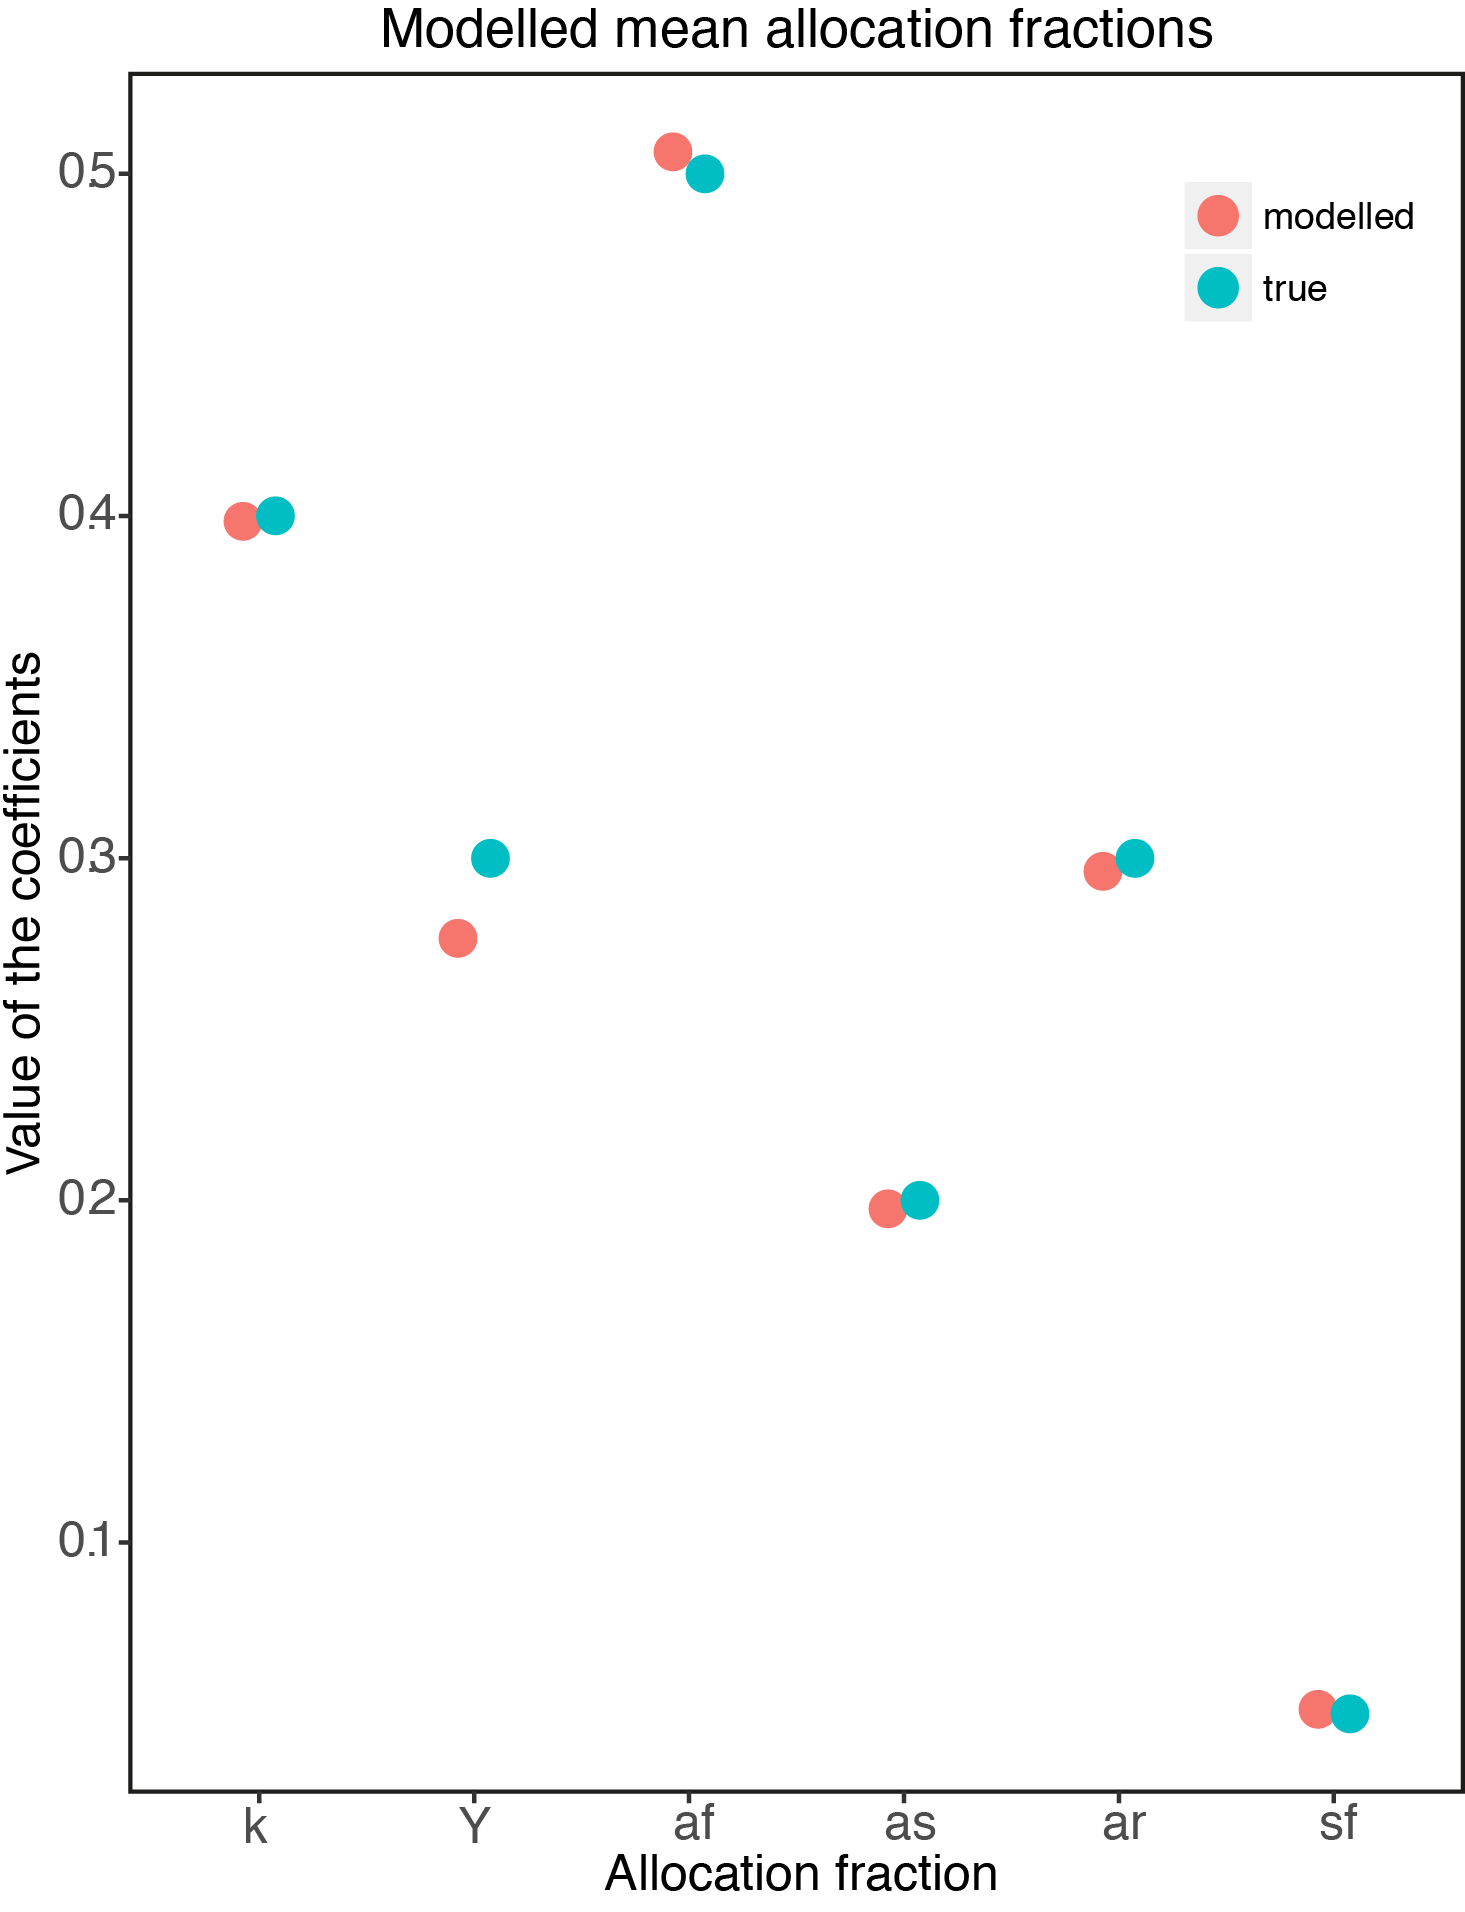 Modelled mean allocation fractions
0.5
modelled
true
0.4
Value of the coefficients
0.3
0.2
0.1
k Y af as ar sf
Allocation fraction